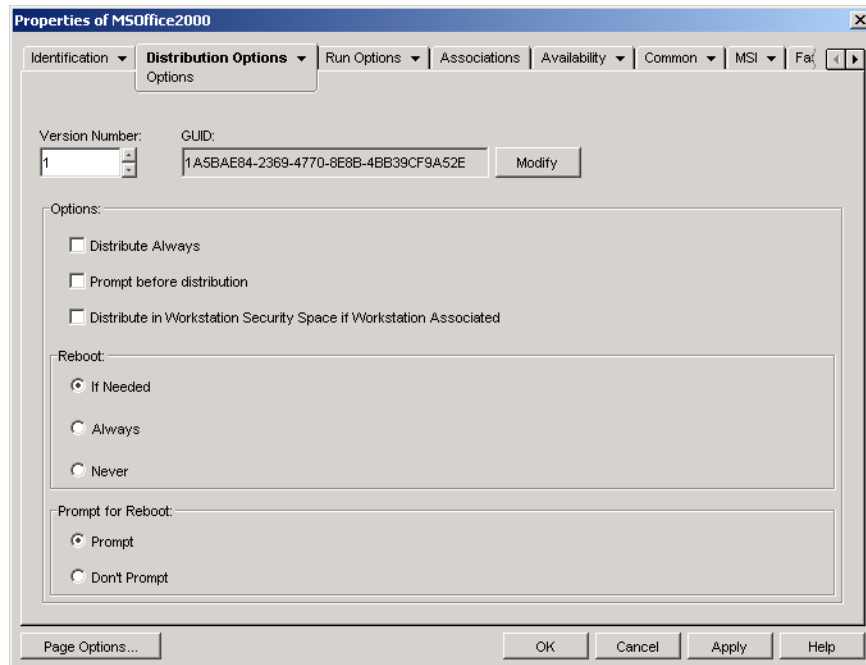 Properties of MSOffice2000
Identification Distribution Options Run Options Associations Availability Common MSI
Options
Version Number: GUID:
1 1A5BAE84-2369-4770-8E8B-4BB39CF9A52E Modify
Options:
Distribute Always
Prompt before distribution
Distribute in Workstation Security Space if Workstation Associated
Reboot:
If Needed
Always
Never
Prompt for Reboot:
Prompt
Don't Prompt
Page Options... OK Cancel Apply Help